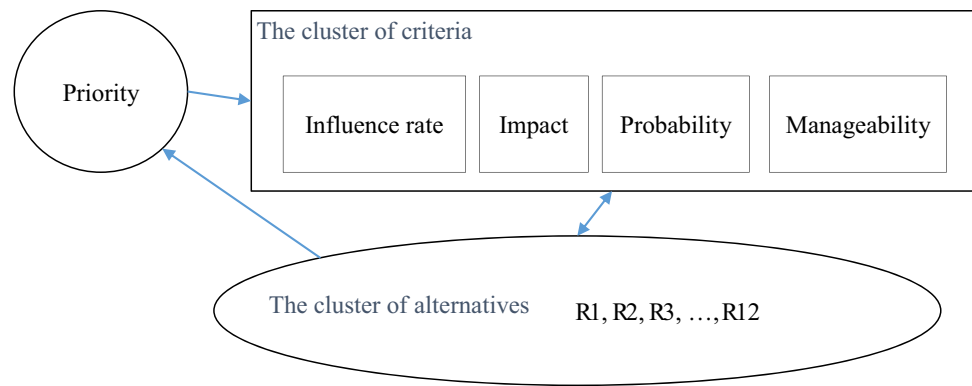 The cluster of criteria
Priority
Influence rate
Impact
Probability
Manageability
The cluster of alternatives
R1, R2, R3, …, R12